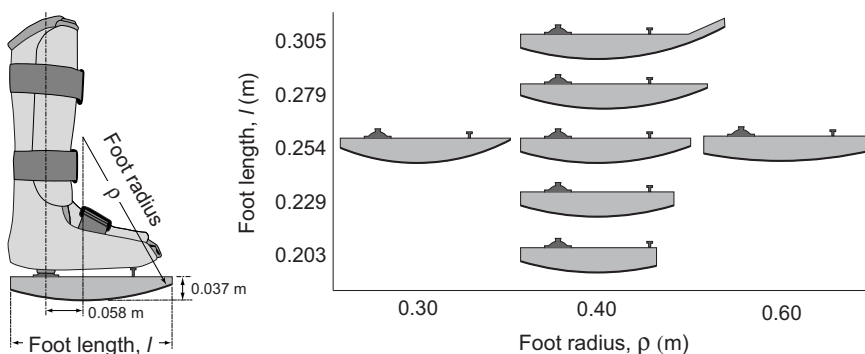 Foot radius
ρ
0.037 m
0.058 m
Foot length, l
Foot length, l (m)
0.305
0.279
0.254
0.229
0.203
0.30
0.40
0.60
Foot radius, ρ (m)